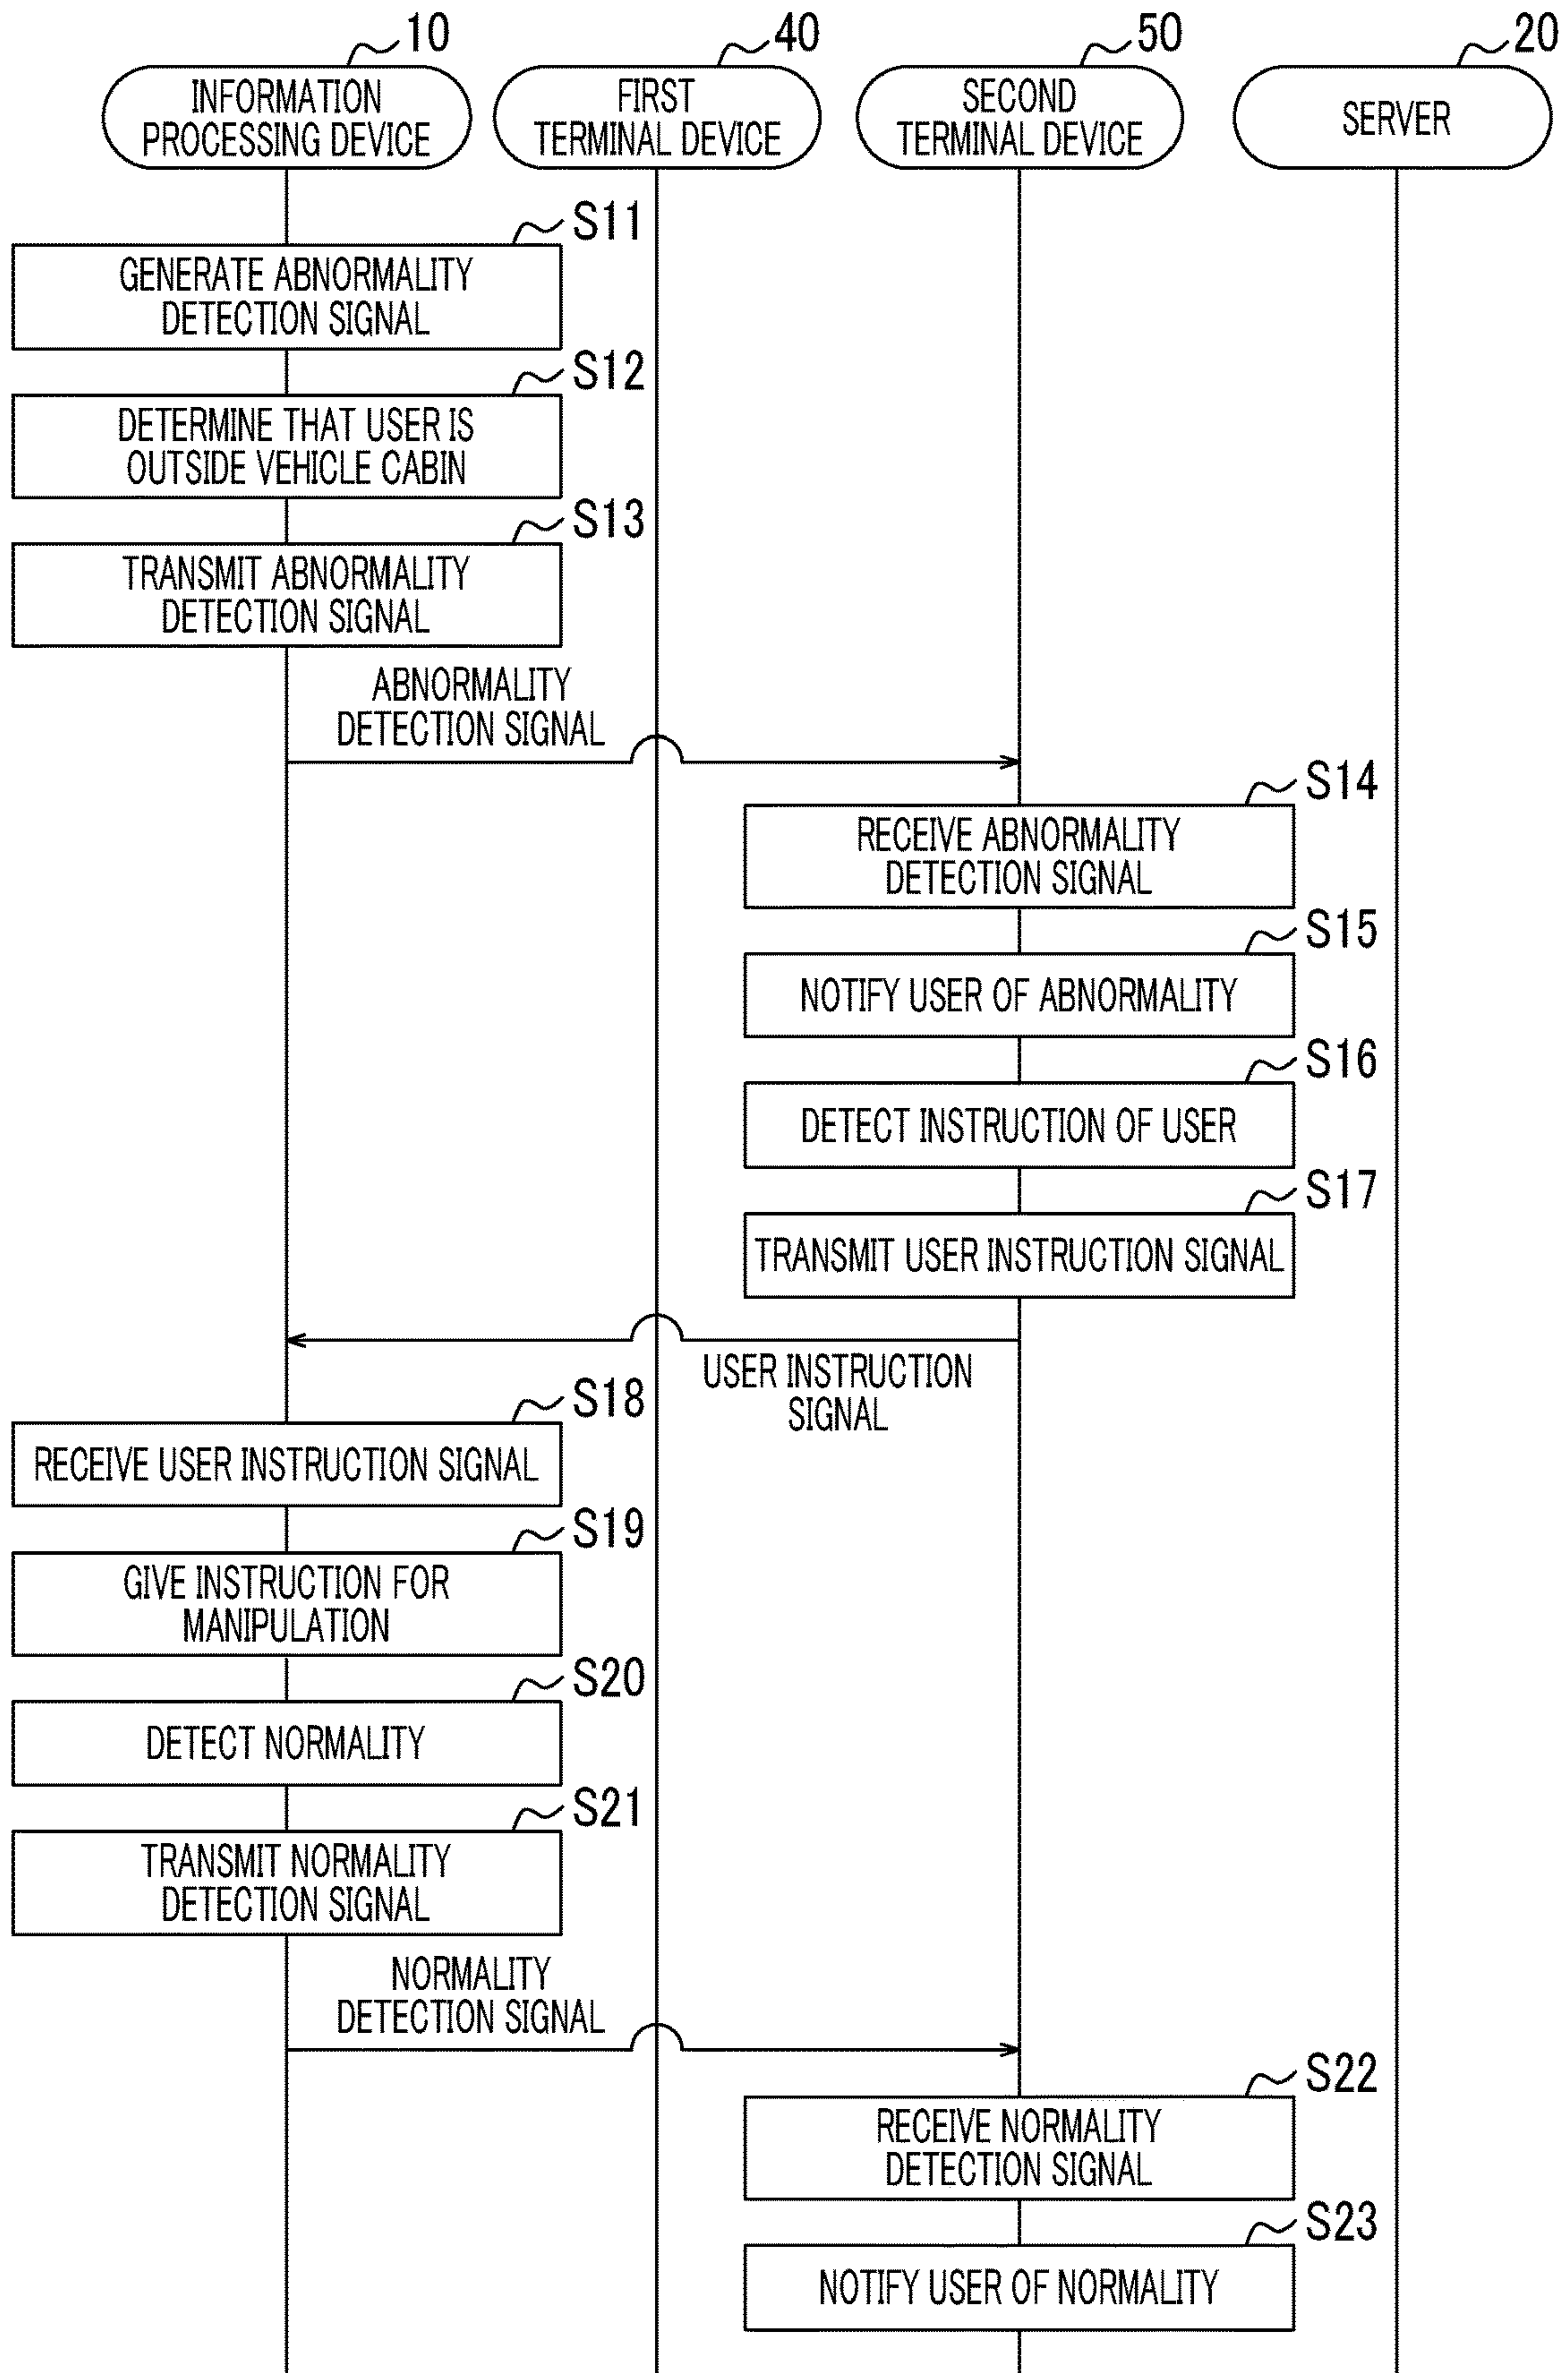 10
40
50
20
INFORMATION
PROCESSING DEVICE
FIRST
TERMINAL DEVICE
SECOND
TERMINAL DEVICE
SERVER
S11
GENERATE ABNORMALITY
DETECTION SIGNAL
S12
DETERMINE THAT USER IS
OUTSIDE VEHICLE CABIN
S13
TRANSMIT ABNORMALITY
DETECTION SIGNAL
ABNORMALITY
DETECTION SIGNAL
S14
RECEIVE ABNORMALITY
DETECTION SIGNAL
S15
NOTIFY USER OF ABNORMALITY
S16
DETECT INSTRUCTION OF USER
S17
TRANSMIT USER INSTRUCTION SIGNAL
USER INSTRUCTION
SIGNAL
S18
RECEIVE USER INSTRUCTION SIGNAL
S19
GIVE INSTRUCTION FOR
MANIPULATION
S20
DETECT NORMALITY
S21
TRANSMIT NORMALITY
DETECTION SIGNAL
NORMALITY
DETECTION SIGNAL
S22
RECEIVE NORMALITY
DETECTION SIGNAL
S23
NOTIFY USER OF NORMALITY